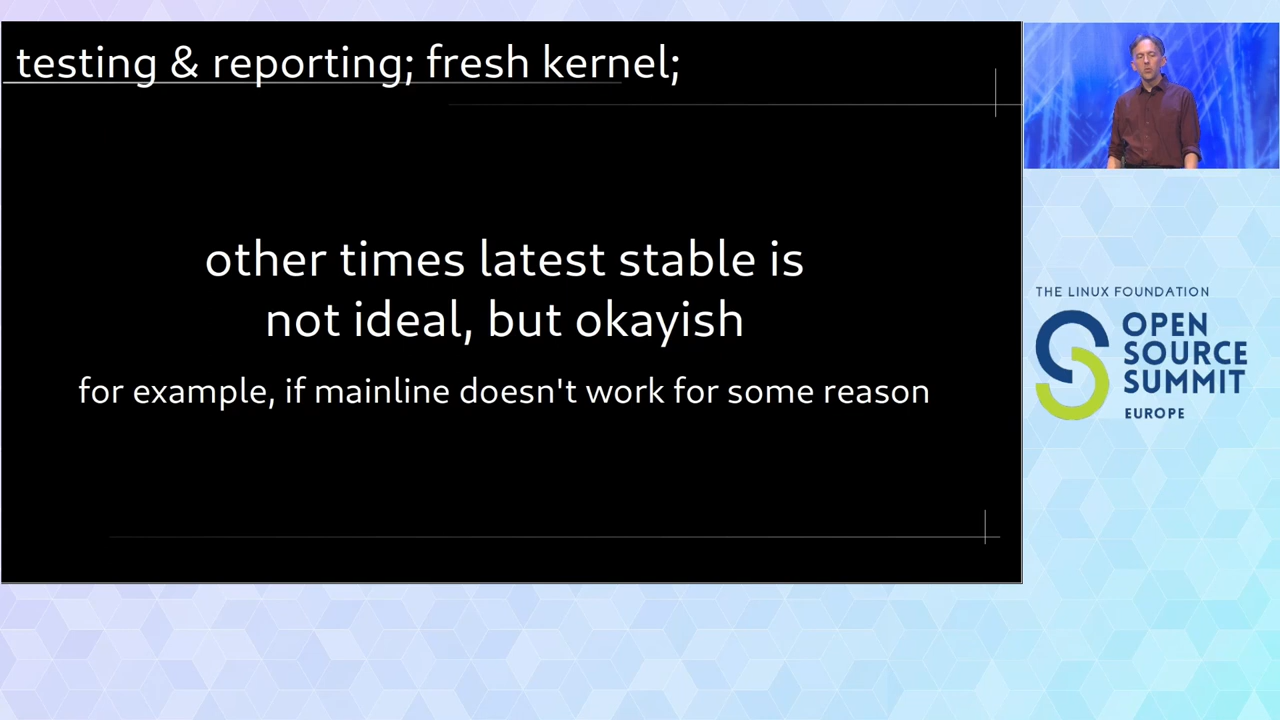 testing & reporting; fresh kernel;
other times latest stable is
not ideal, but okayish
for example, if mainline doesn't work for some reason
THE LINUX FOUNDATION
OPEN
SOURCE
SUMMIT
EUROPE